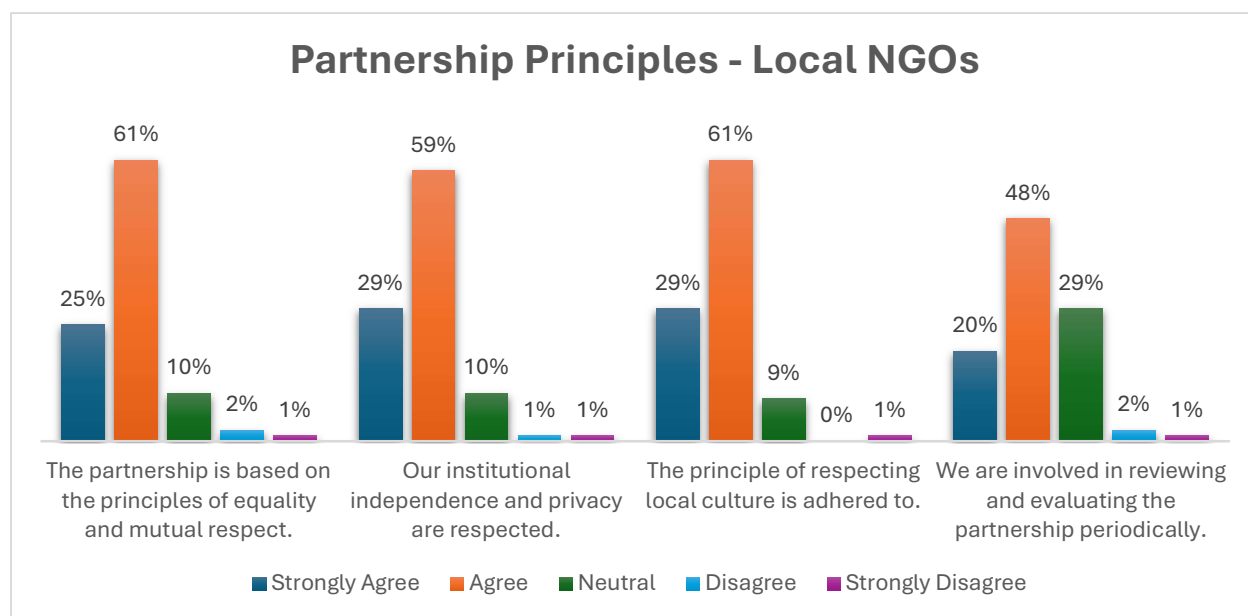 Partnership Principles - Local NGOs
25%
61%
10%
2%
1%
29%
59%
10%
1%
1%
29%
61%
9%
0%
1%
20%
48%
29%
2%
1%
The partnership is based on
the principles of equality
and mutual respect.
Our institutional
independence and privacy
are respected.
The principle of respecting
local culture is adhered to.
We are involved in reviewing
and evaluating the
partnership periodically.
Strongly Agree Agree Neutral Disagree Strongly Disagree